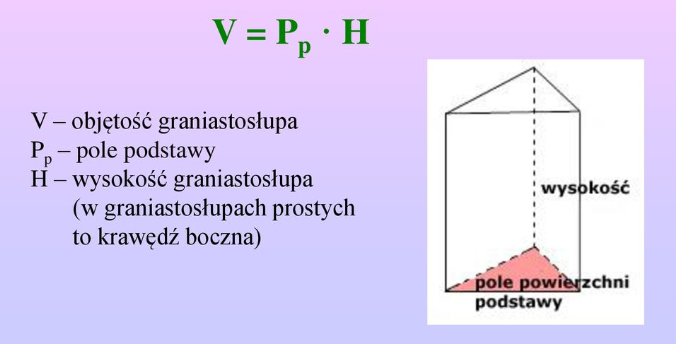 V = Pp · H
V – objętość graniastosłupa
Pp – pole podstawy
H – wysokość graniastosłupa
(w graniastosłupach prostych
to krawędź boczna)
wysokość
pole powierzchni
podstawy